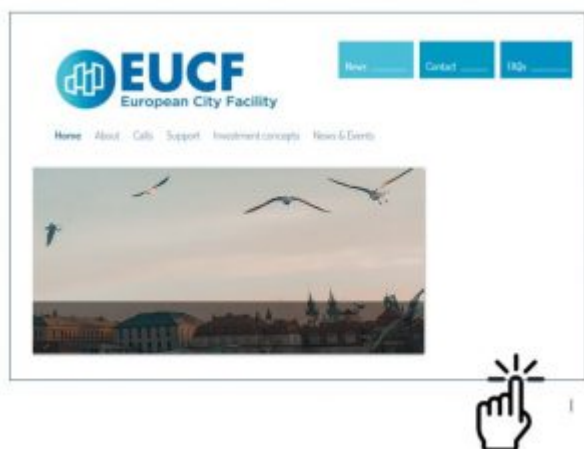 EUCF
European City Facility
News
Contact
FAQs
Home About Calls Support Investment concepts News & Events